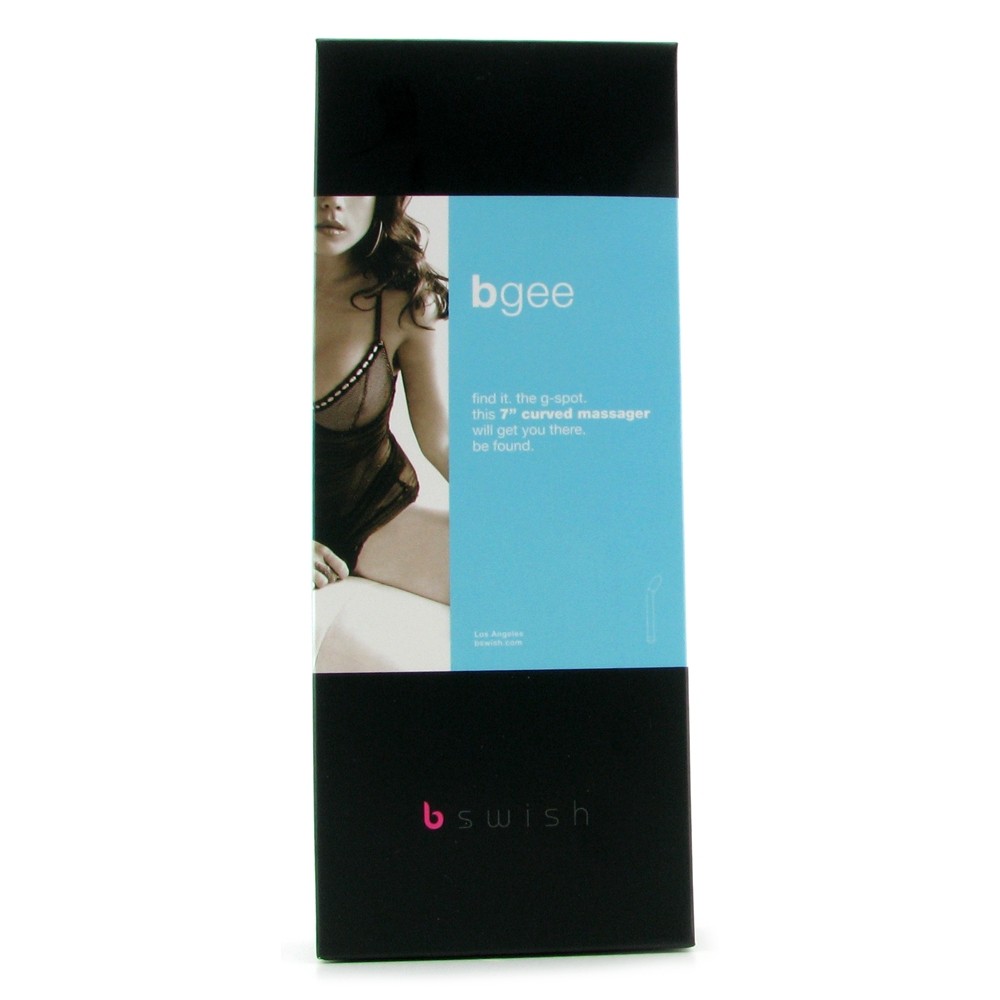 bgee
find it. the g-spot.
this 7" curved massager
will get you there.
be found.
Los Angeles
bswish.com
b swish